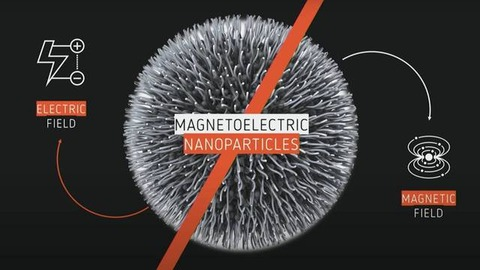 ELECTRIC
FIELD
MAGNETOELECTRIC
NANOPARTICLES
MAGNETIC
FIELD